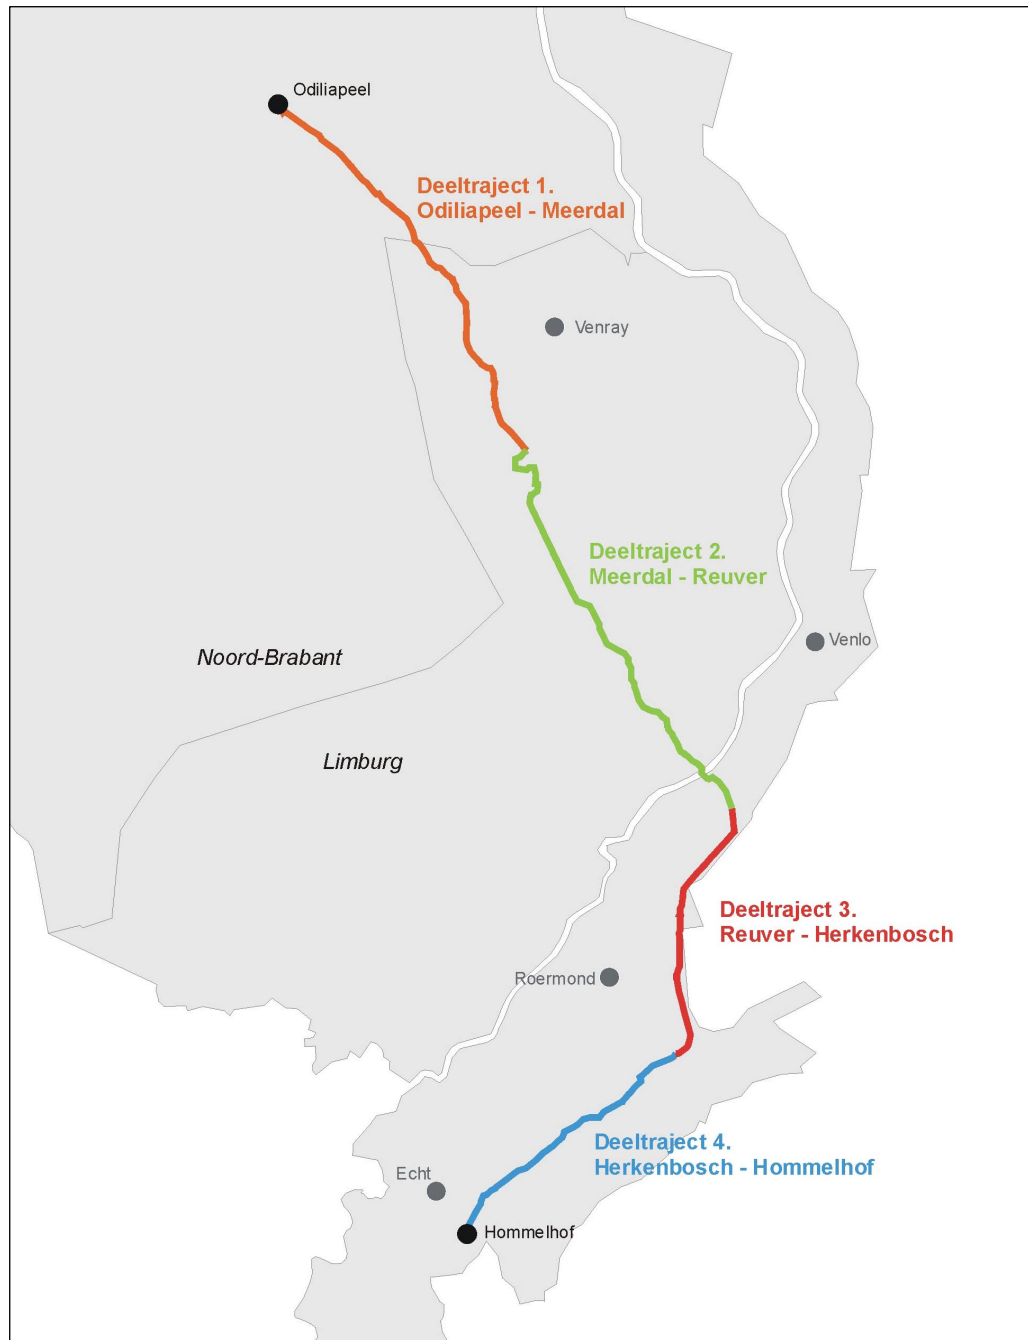 Odiliapeel
Deeltraject 1.
Odiliapeel - Meerdal
Venray
Deeltraject 2.
Meerdal - Reuver
Venlo
Noord-Brabant
Limburg
Deeltraject 3.
Reuver - Herkenbosch
Roermond
Deeltraject 4.
Herkenbosch - Hommelhof
Echt
Hommelhof